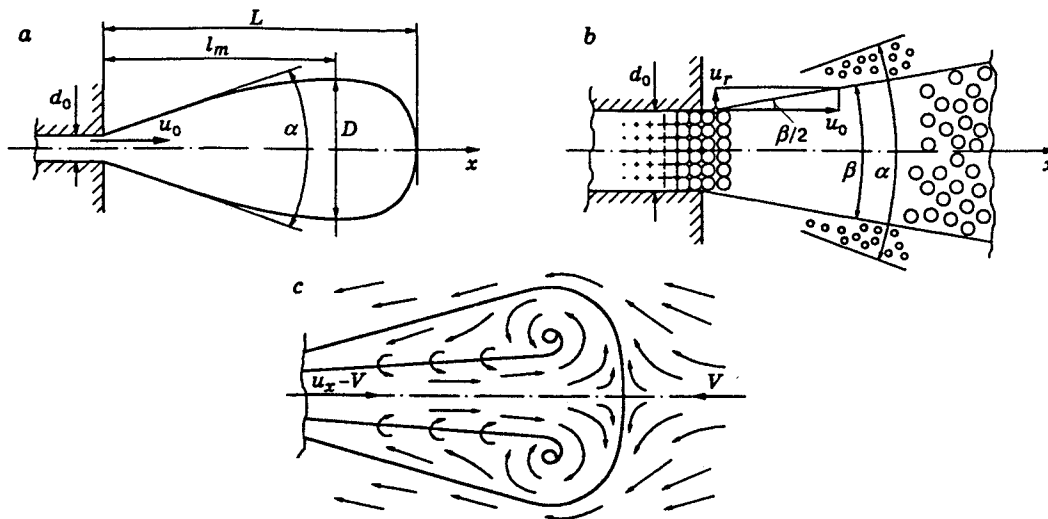 a
L
l_m
d_0
u_0
α
D
x
b
d_0
u_r
β/2
u_0
β
α
x
c
u_x-V
V